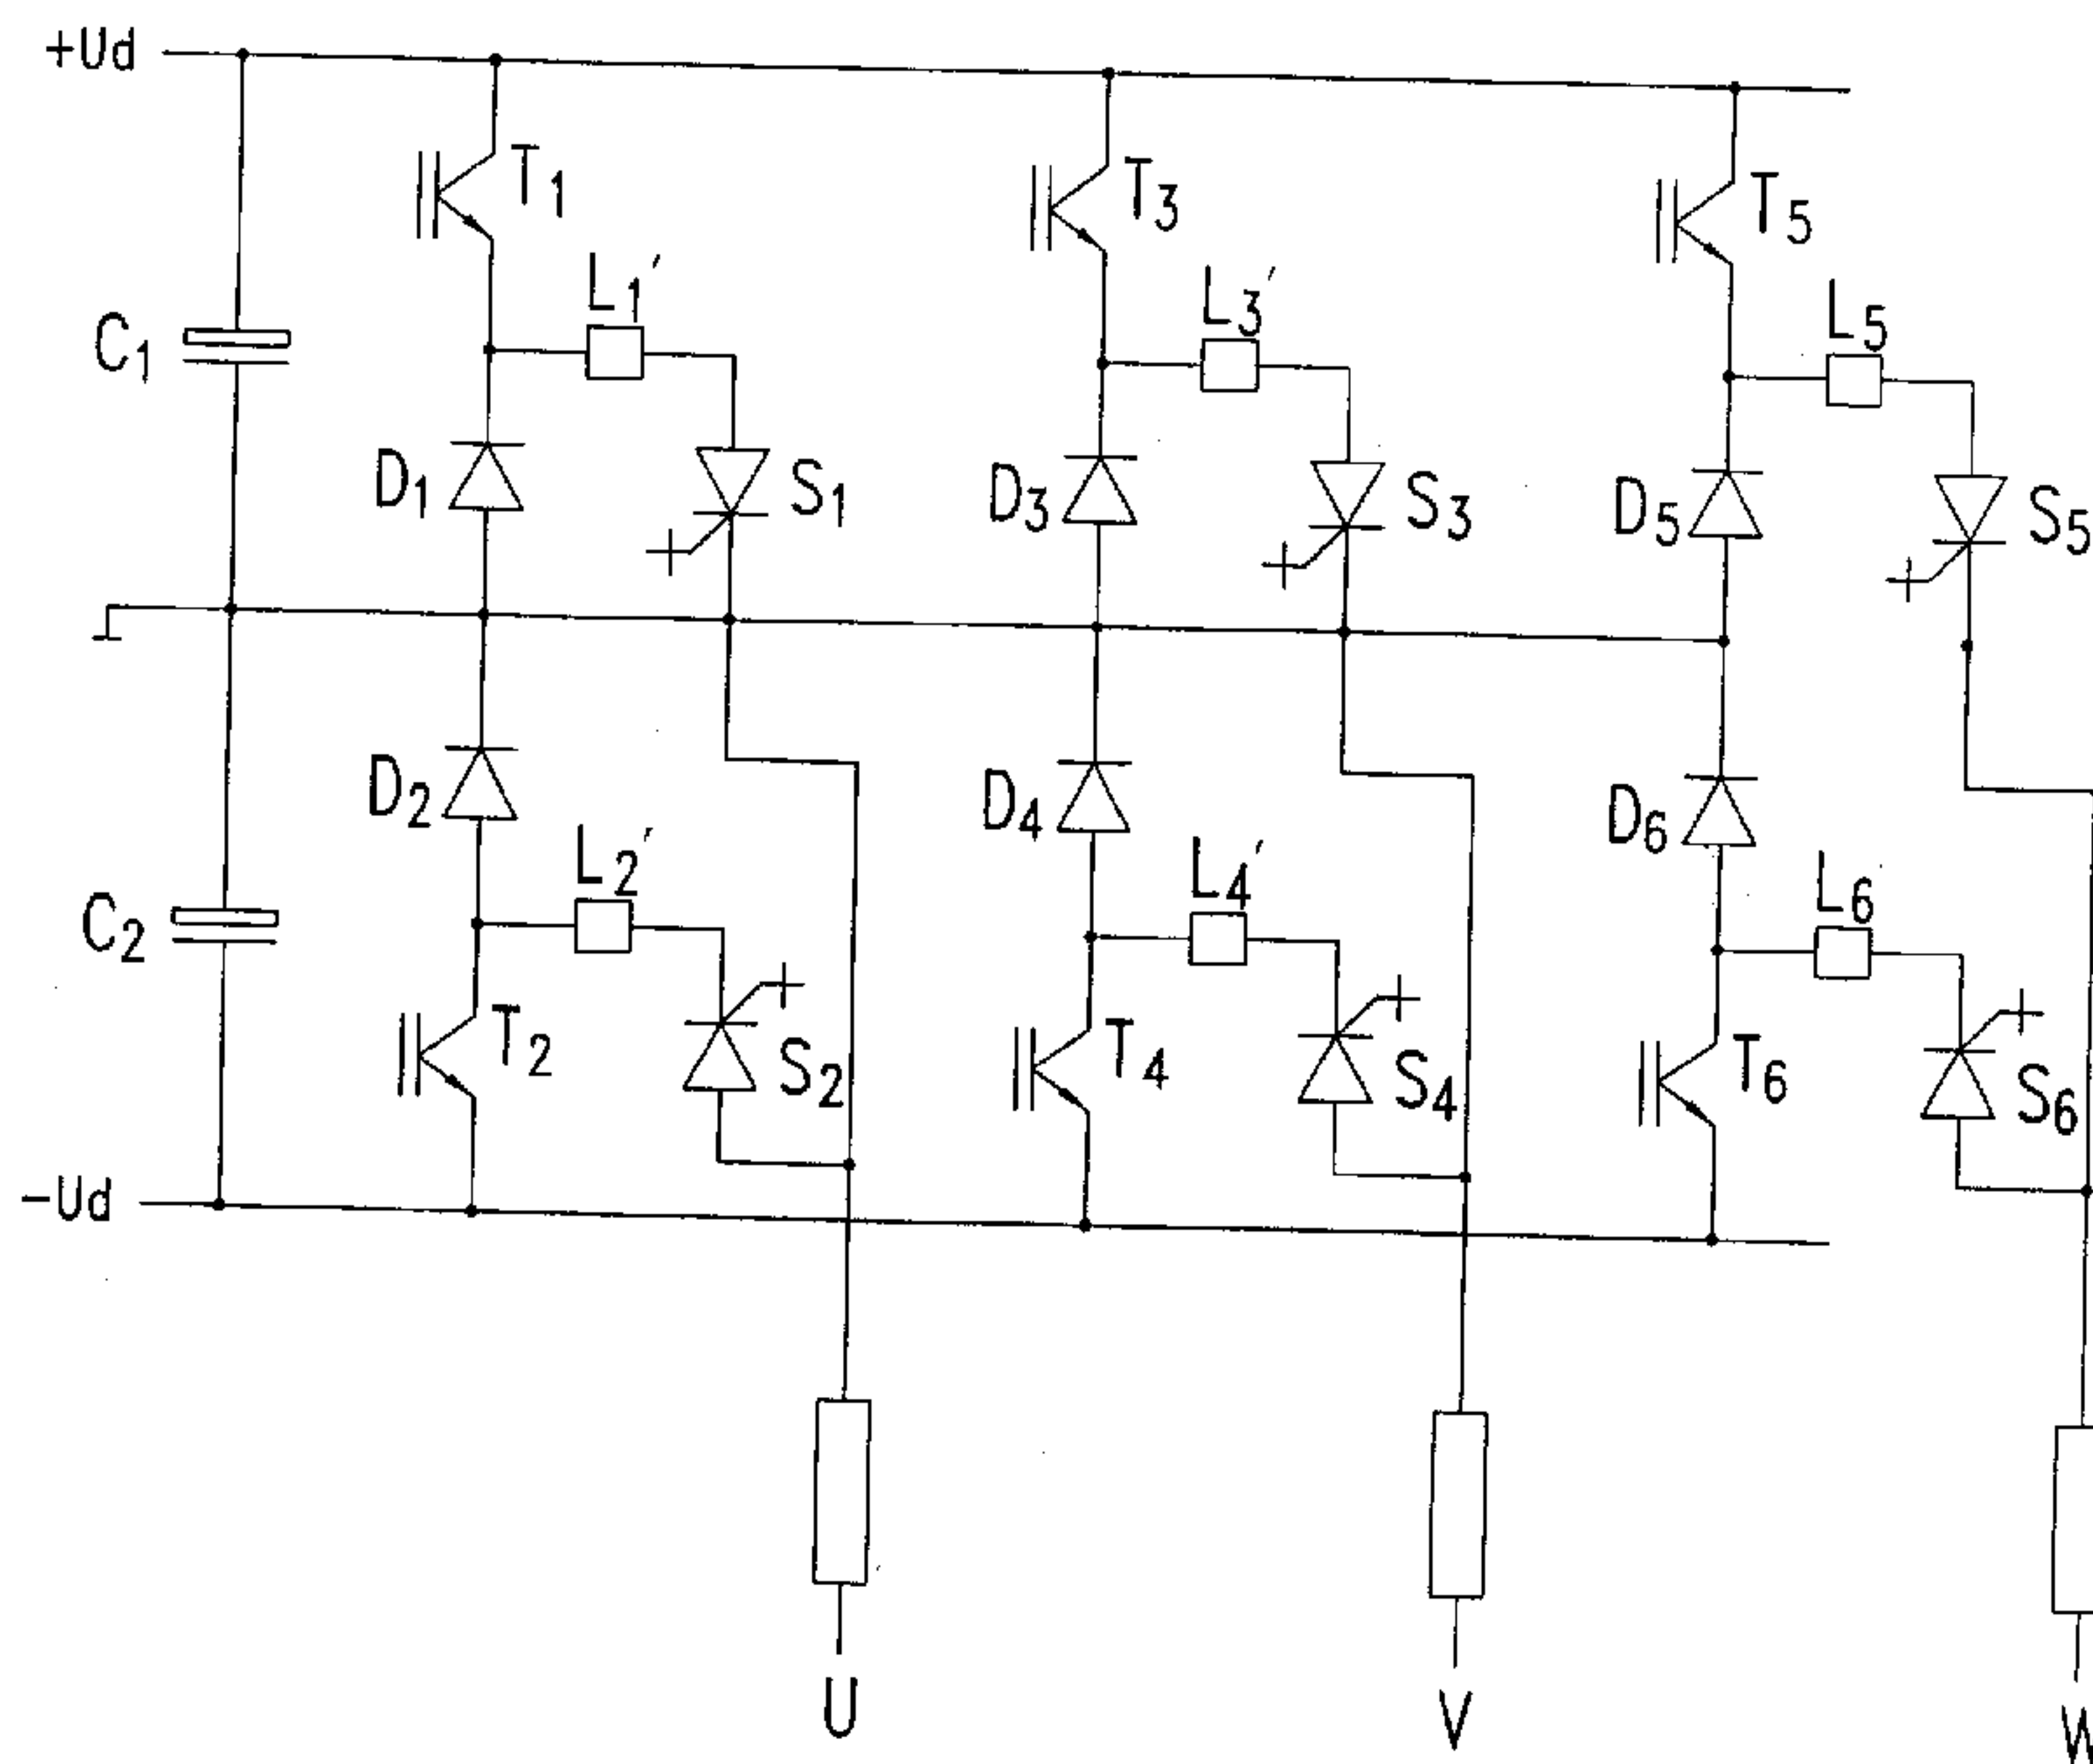 +Ud
T1 T3 T5
L1' L3' L5
C1
D1 S1 D3 S3 D5 S5
D2 D4 D6
L2' L4' L6
C2
T2 S2 T4 S4 T6 S6
-Ud
U V W